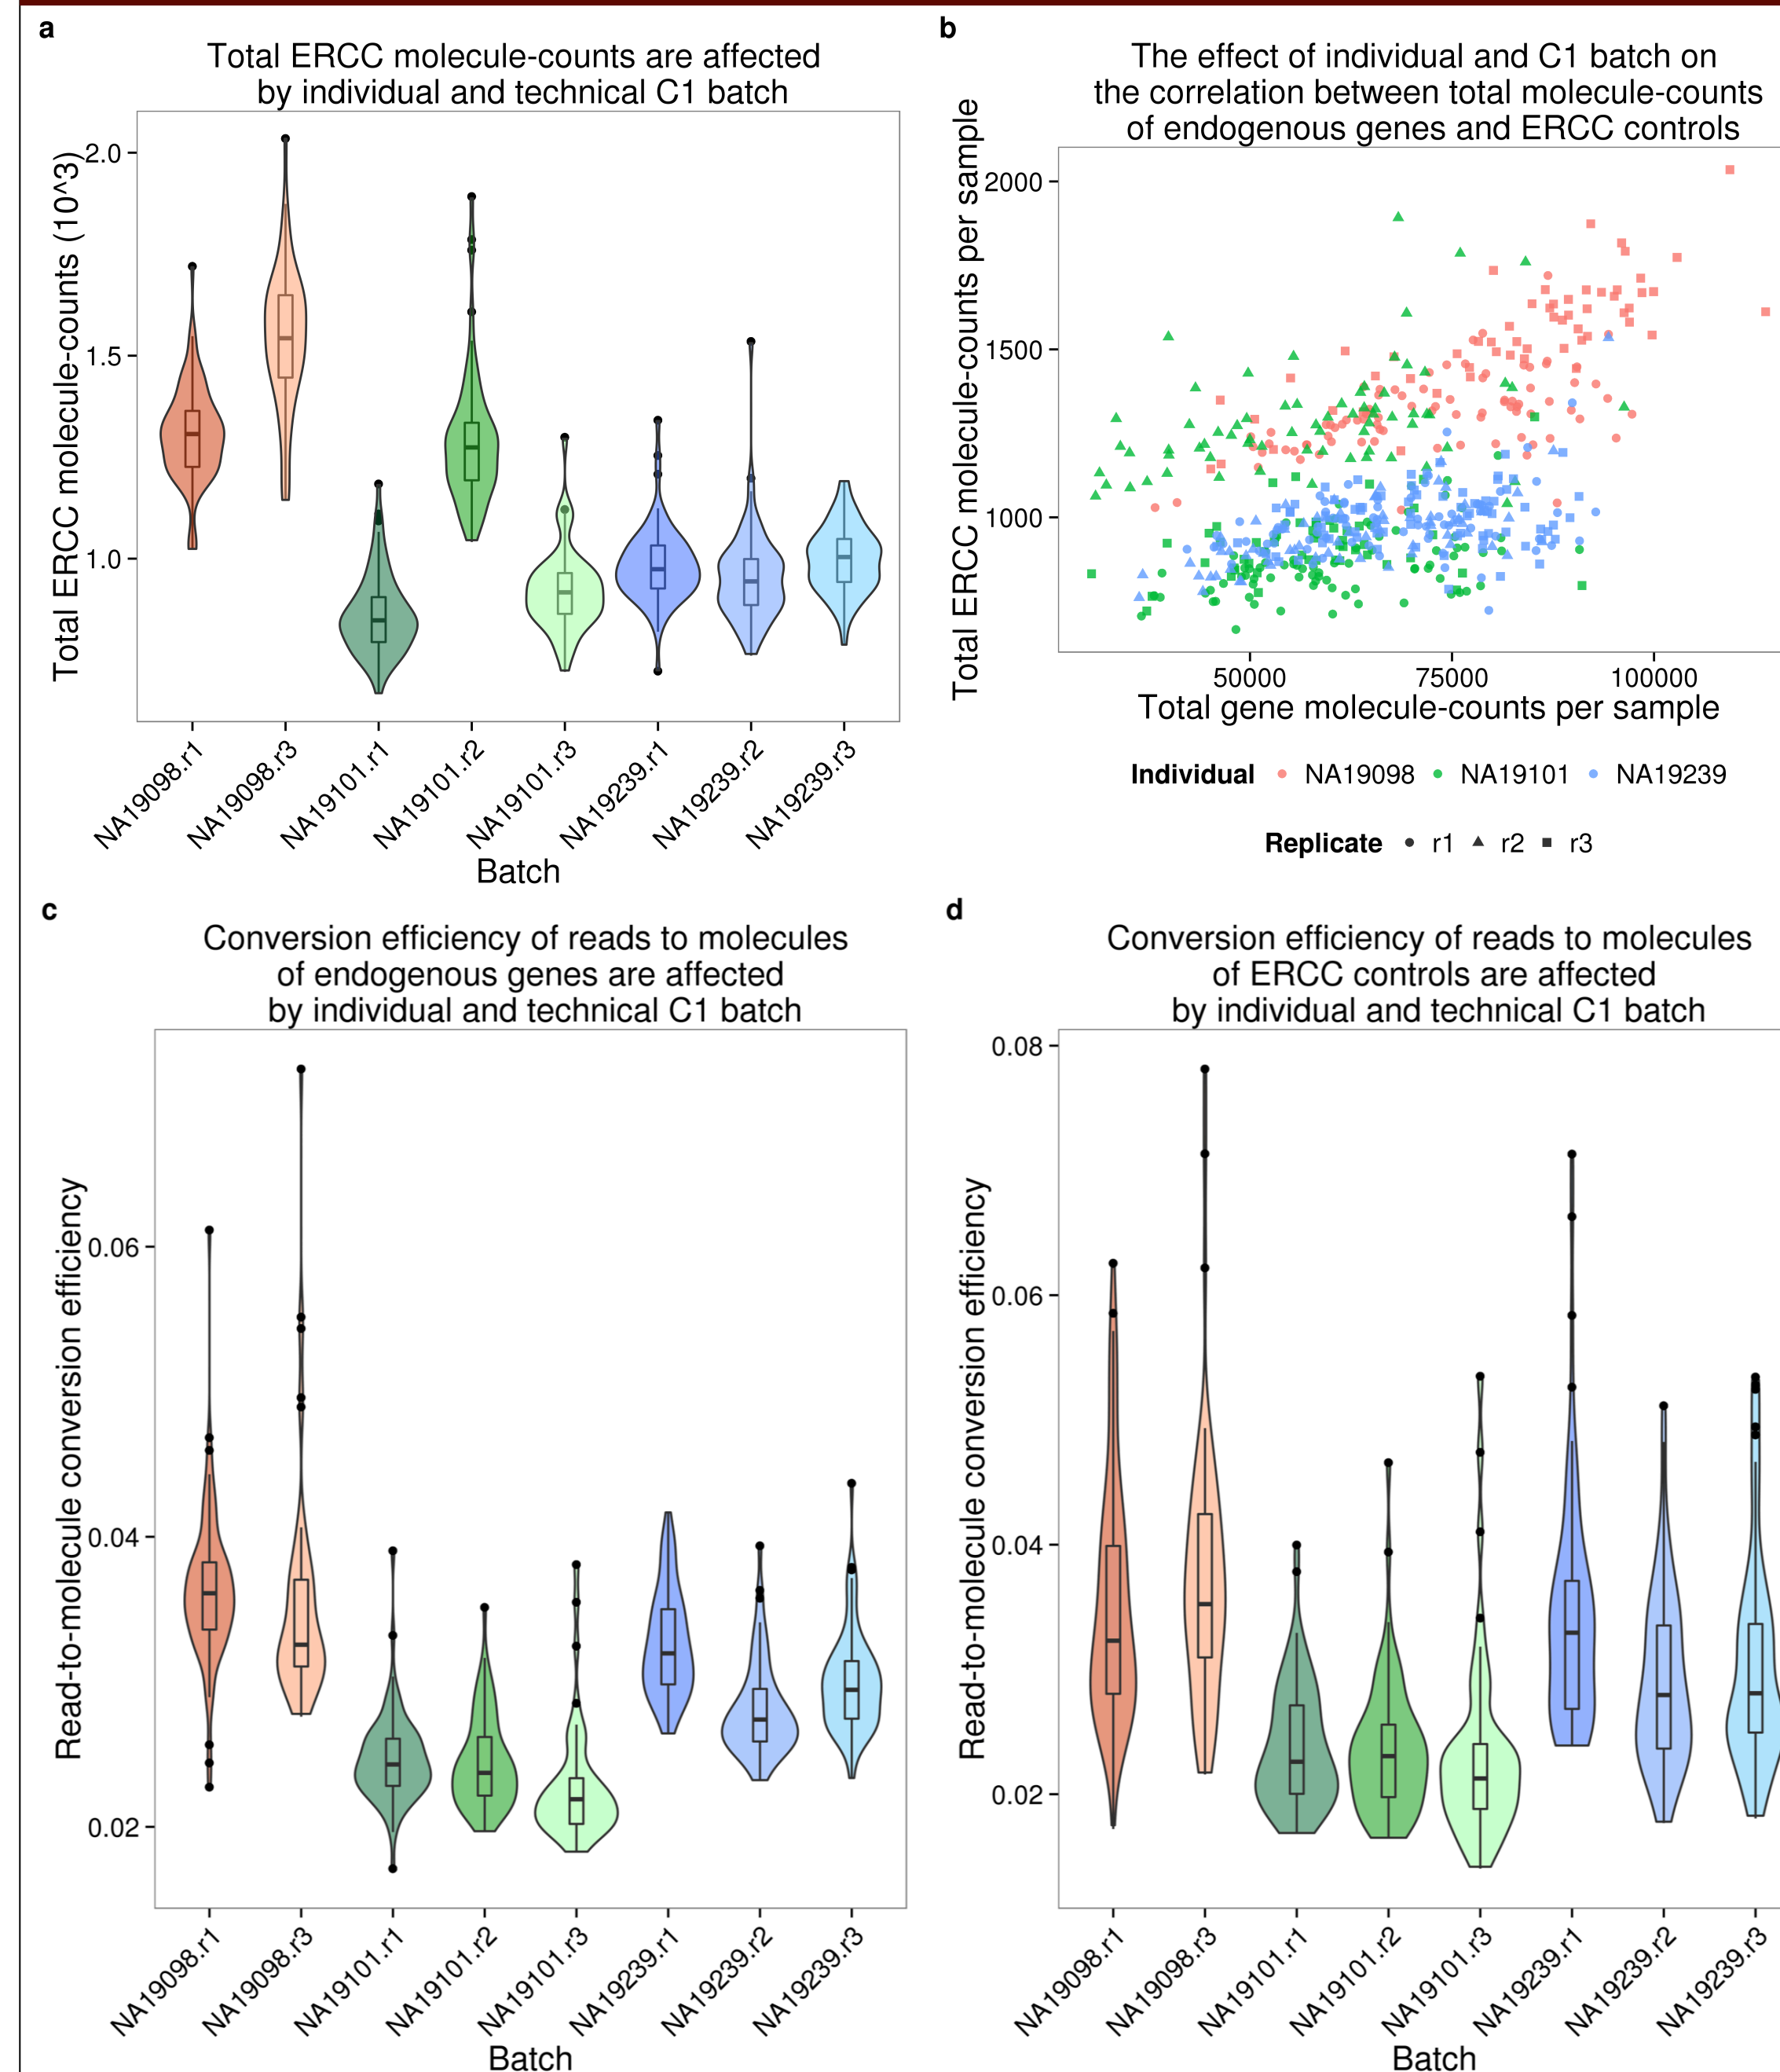 a
Total ERCC molecule-counts are affected
by individual and technical C1 batch
Total ERCC molecule-counts (10^3)
2.0
1.5
1.0
NA19098.r1
NA19098.r3
NA19101.r1
NA19101.r2
NA19101.r3
NA19239.r1
NA19239.r2
NA19239.r3
Batch
b
The effect of individual and C1 batch on
the correlation between total molecule-counts
of endogenous genes and ERCC controls
Total ERCC molecule-counts per sample
2000
1500
1000
50000 75000 100000
Total gene molecule-counts per sample
Individual NA19098 NA19101 NA19239
Replicate r1 r2 r3
c
Conversion efficiency of reads to molecules
of endogenous genes are affected
by individual and technical C1 batch
Read-to-molecule conversion efficiency
0.06
0.04
0.02
NA19098.r1
NA19098.r3
NA19101.r1
NA19101.r2
NA19101.r3
NA19239.r1
NA19239.r2
NA19239.r3
Batch
d
Conversion efficiency of reads to molecules
of ERCC controls are affected
by individual and technical C1 batch
Read-to-molecule conversion efficiency
0.08
0.06
0.04
0.02
NA19098.r1
NA19098.r3
NA19101.r1
NA19101.r2
NA19101.r3
NA19239.r1
NA19239.r2
NA19239.r3
Batch